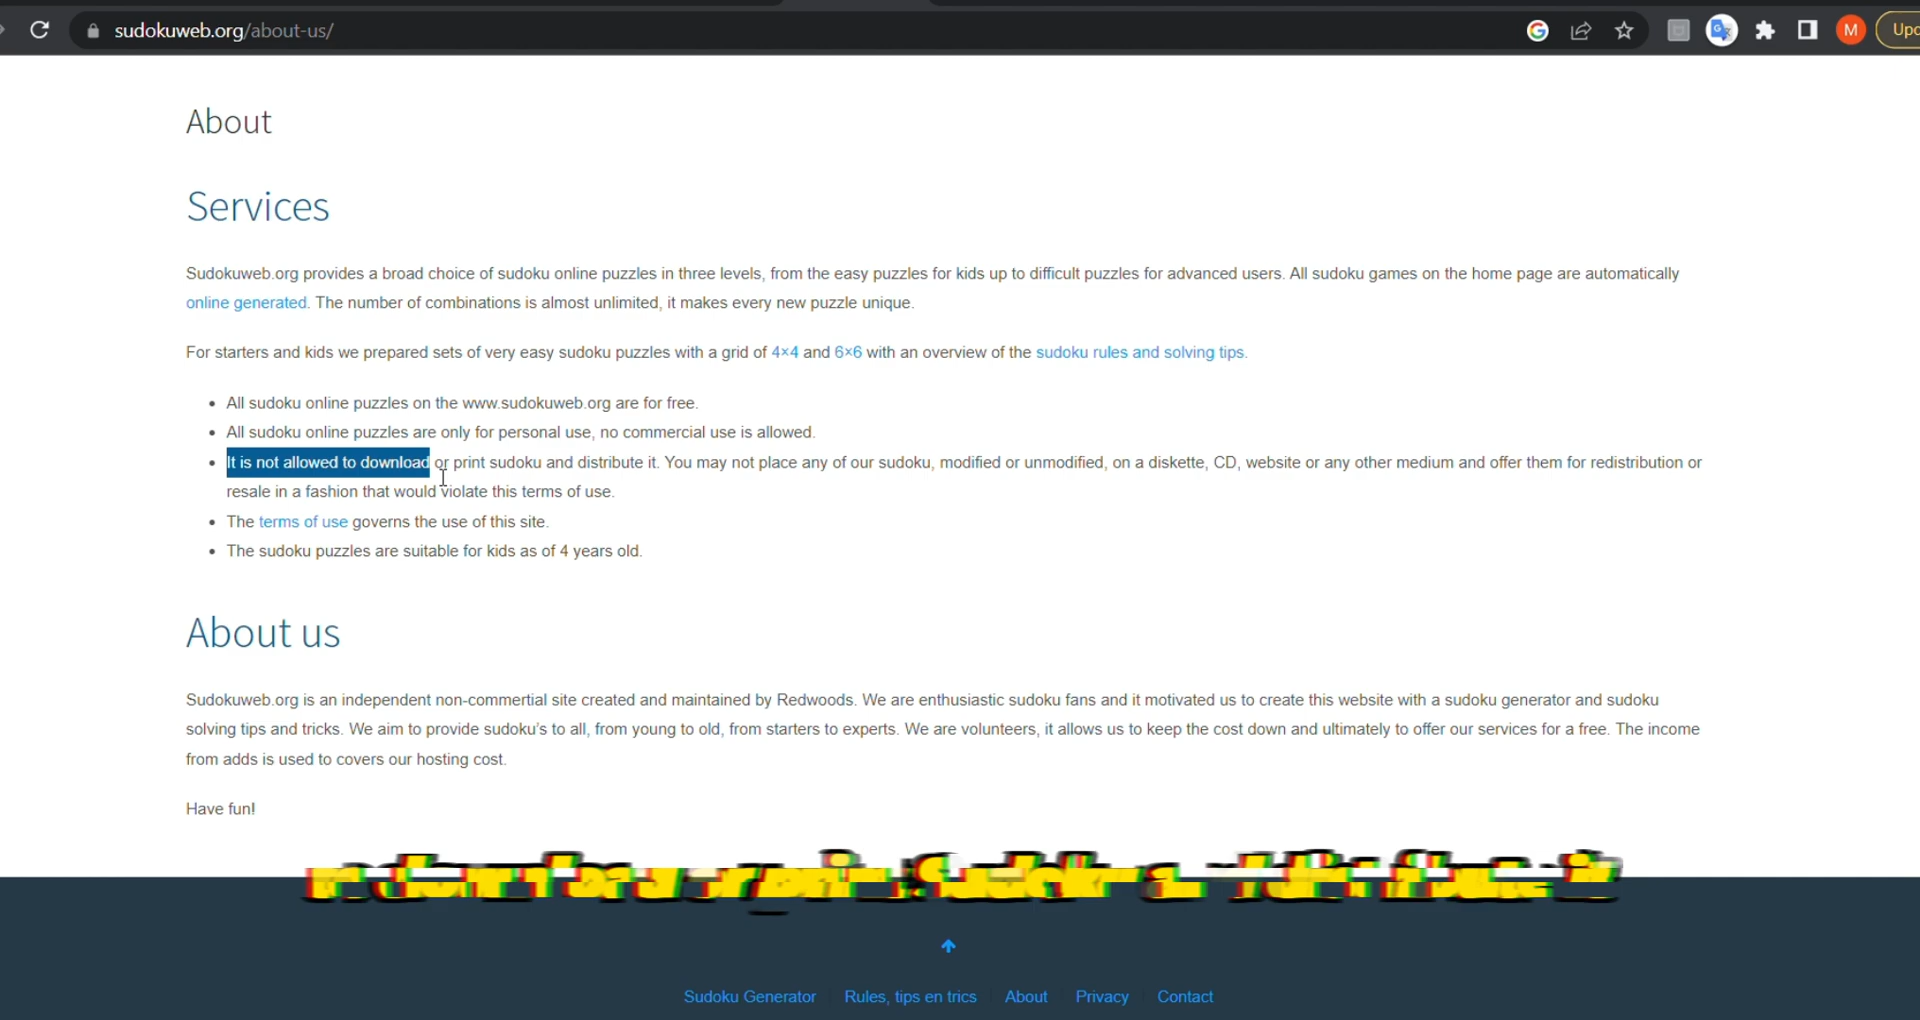 sudokuweb.org/about-us/
M
About
Services
Sudokuweb.org provides a broad choice of sudoku online puzzles in three levels, from the easy puzzles for kids up to difficult puzzles for advanced users. All sudoku games on the home page are automatically
online generated. The number of combinations is almost unlimited, it makes every new puzzle unique.
For starters and kids we prepared sets of very easy sudoku puzzles with a grid of 4×4 and 6×6 with an overview of the sudoku rules and solving tips.
• All sudoku online puzzles on the www.sudokuweb.org are for free.
• All sudoku online puzzles are only for personal use, no commercial use is allowed.
• It is not allowed to download or print sudoku and distribute it. You may not place any of our sudoku, modified or unmodified, on a diskette, CD, website or any other medium and offer them for redistribution or
resale in a fashion that would violate this terms of use.
• The terms of use governs the use of this site.
• The sudoku puzzles are suitable for kids as of 4 years old.
About us
Sudokuweb.org is an independent non-commertial site created and maintained by Redwoods. We are enthusiastic sudoku fans and it motivated us to create this website with a sudoku generator and sudoku
solving tips and tricks. We aim to provide sudoku's to all, from young to old, from starters to experts. We are volunteers, it allows us to keep the cost down and ultimately to offer our services for a free. The income
from adds is used to covers our hosting cost.
Have fun!
Sudoku Generator Rules, tips en trics About Privacy Contact